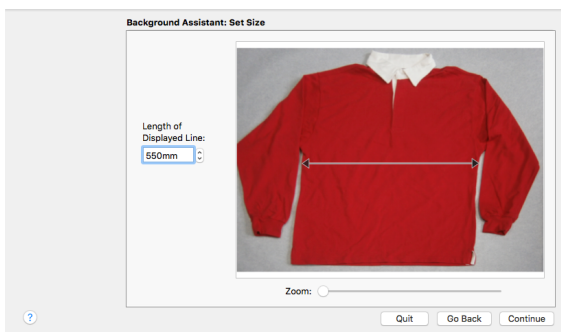 Background Assistant: Set Size
Length of
Displayed Line:
550mm
Zoom:
?
Quit
Go Back
Continue